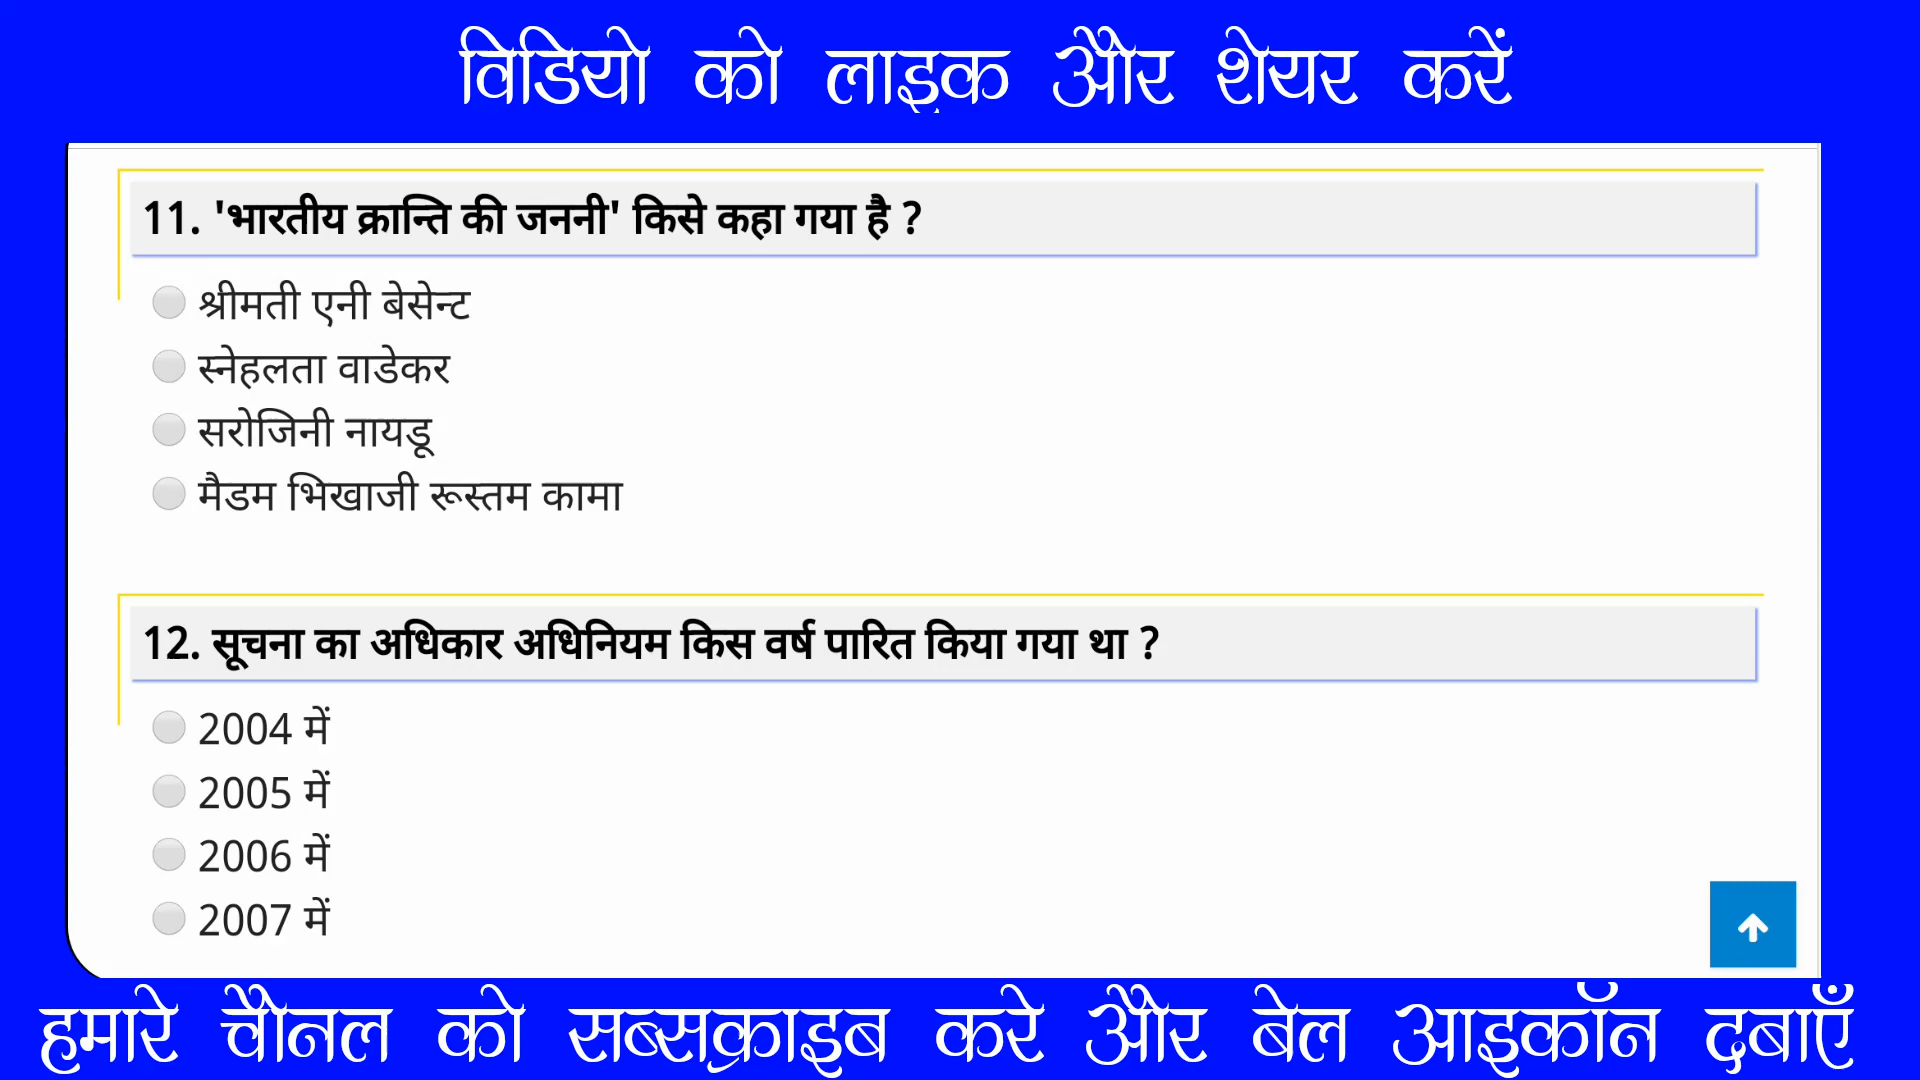 विडियो को लाइक और शेयर करें
11. 'भारतीय क्रान्ति की जननी' किसे कहा गया है ?
श्रीमती एनी बेसेन्ट
स्नेहलता वाडेकर
सरोजिनी नायडू
मैडम भिखाजी रूस्तम कामा
12. सूचना का अधिकार अधिनियम किस वर्ष पारित किया गया था ?
2004 में
2005 में
2006 में
2007 में
हमारे चैनल को सब्सक्राइब करे और बेल आइकॉन दबाएँ